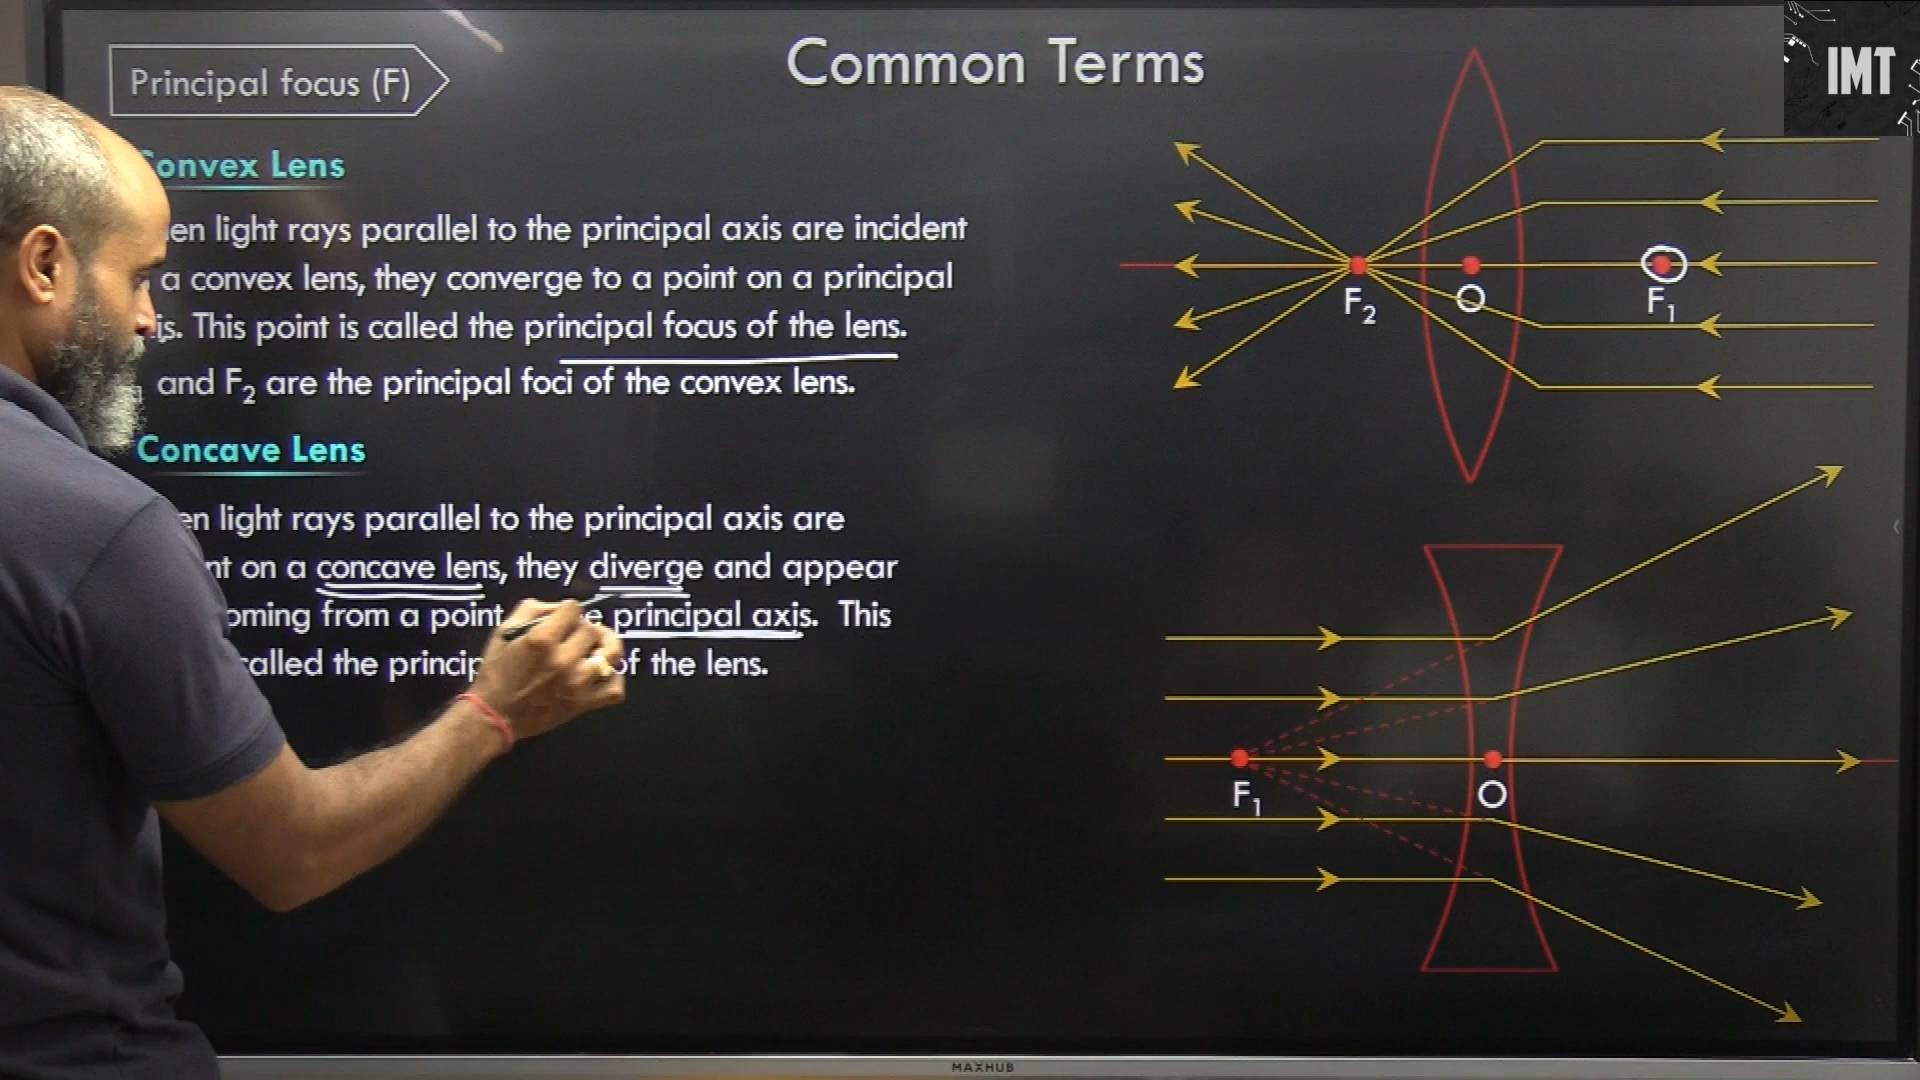 Principal focus (F)
Common Terms
IMT
onvex Lens
en light rays parallel to the principal axis are incident
a convex lens, they converge to a point on a principal
is. This point is called the principal focus of the lens.
and F₂ are the principal foci of the convex lens.
Concave Lens
en light rays parallel to the principal axis are
nt on a concave lens, they diverge and appear
oming from a point e principal axis. This
called the princip of the lens.
F₂
O
F₁
F₁
O
MAXHUB